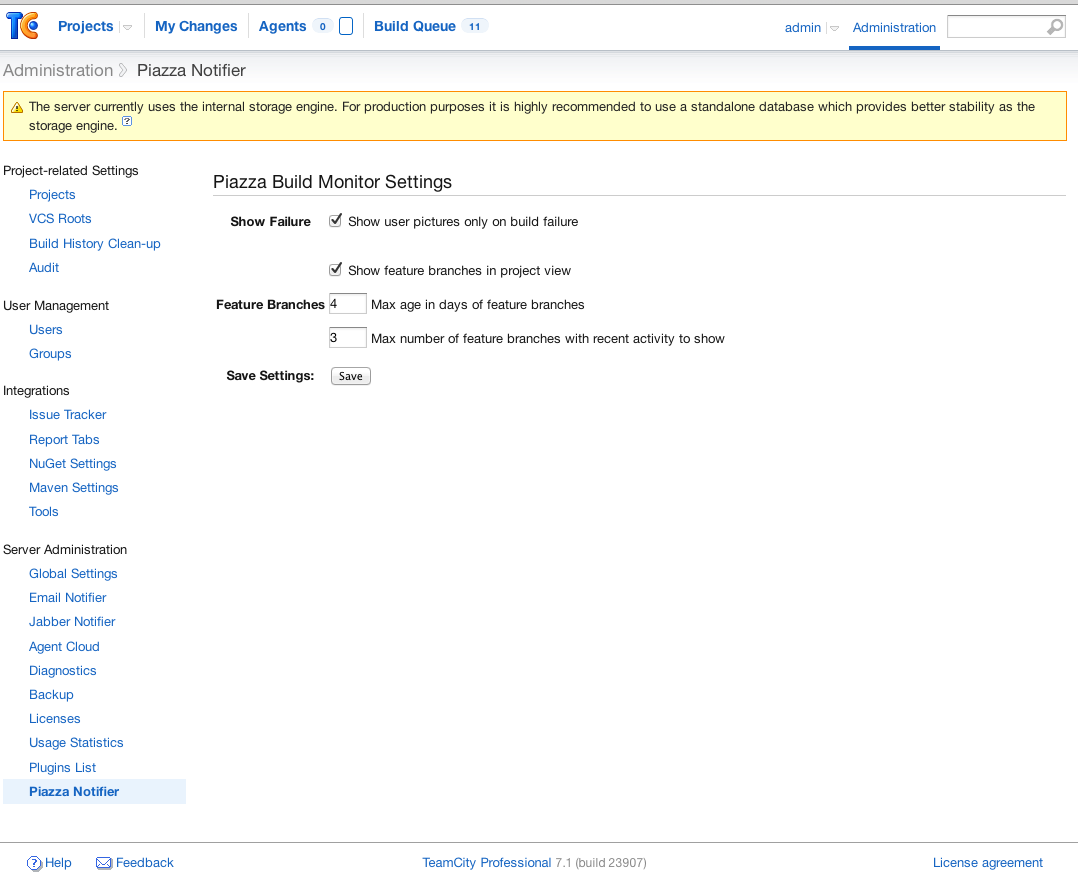 TC Projects My Changes Agents 0 Build Queue 11 admin Administration
Administration Piazza Notifier
The server currently uses the internal storage engine. For production purposes it is highly recommended to use a standalone database which provides better stability as the
storage engine. ?
Project-related Settings
Projects
VCS Roots
Build History Clean-up
Audit
User Management
Users
Groups
Integrations
Issue Tracker
Report Tabs
NuGet Settings
Maven Settings
Tools
Server Administration
Global Settings
Email Notifier
Jabber Notifier
Agent Cloud
Diagnostics
Backup
Licenses
Usage Statistics
Plugins List
Piazza Notifier
Piazza Build Monitor Settings
Show Failure Show user pictures only on build failure
Show feature branches in project view
Feature Branches 4 Max age in days of feature branches
3 Max number of feature branches with recent activity to show
Save Settings: Save
? Help Feedback TeamCity Professional 7.1 (build 23907) License agreement